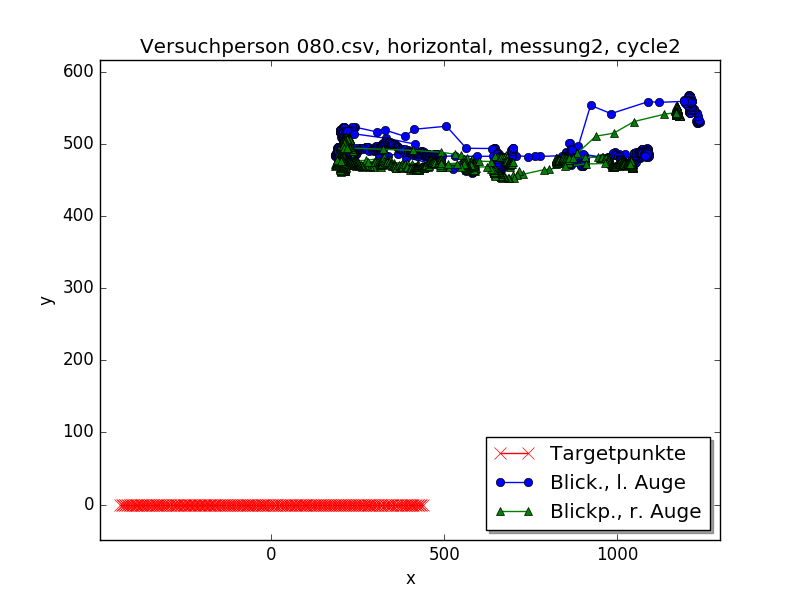 Versuchperson 080.csv, horizontal, messung2, cycle2
600
500
400
300
200
100
0
y
0 500 1000
x
Targetpunkte
Blick., l. Auge
Blickp., r. Auge